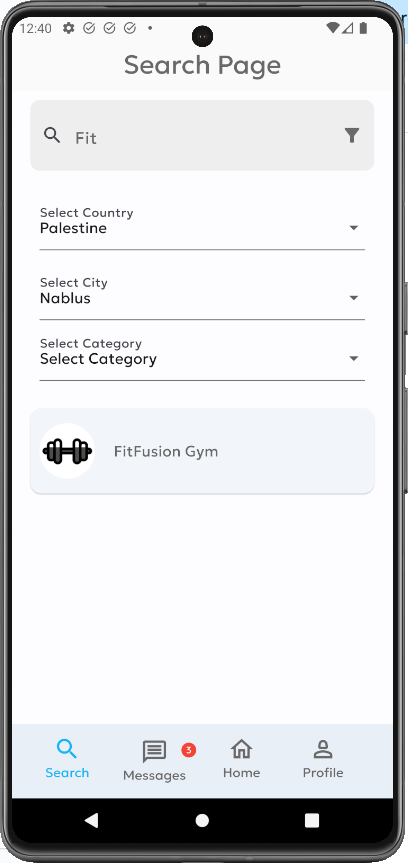 12:40
Search Page
Fit
Select Country
Palestine
Select City
Nablus
Select Category
Select Category
FitFusion Gym
3
Search
Messages
Home
Profile